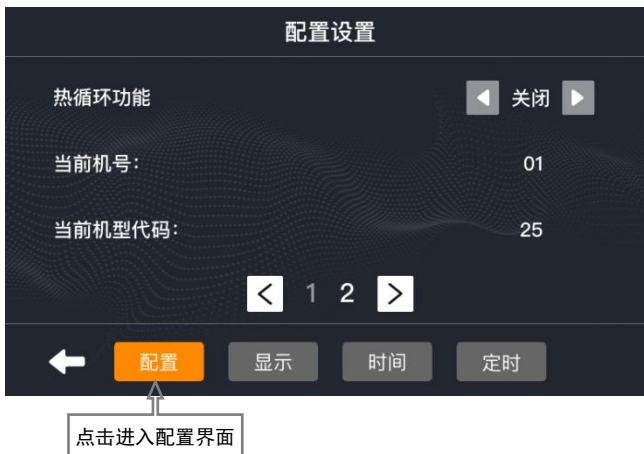 配置设置
热循环功能 关闭
当前机号： 01
当前机型代码： 25
< 1 2 >
配置 显示 时间 定时
点击进入配置界面